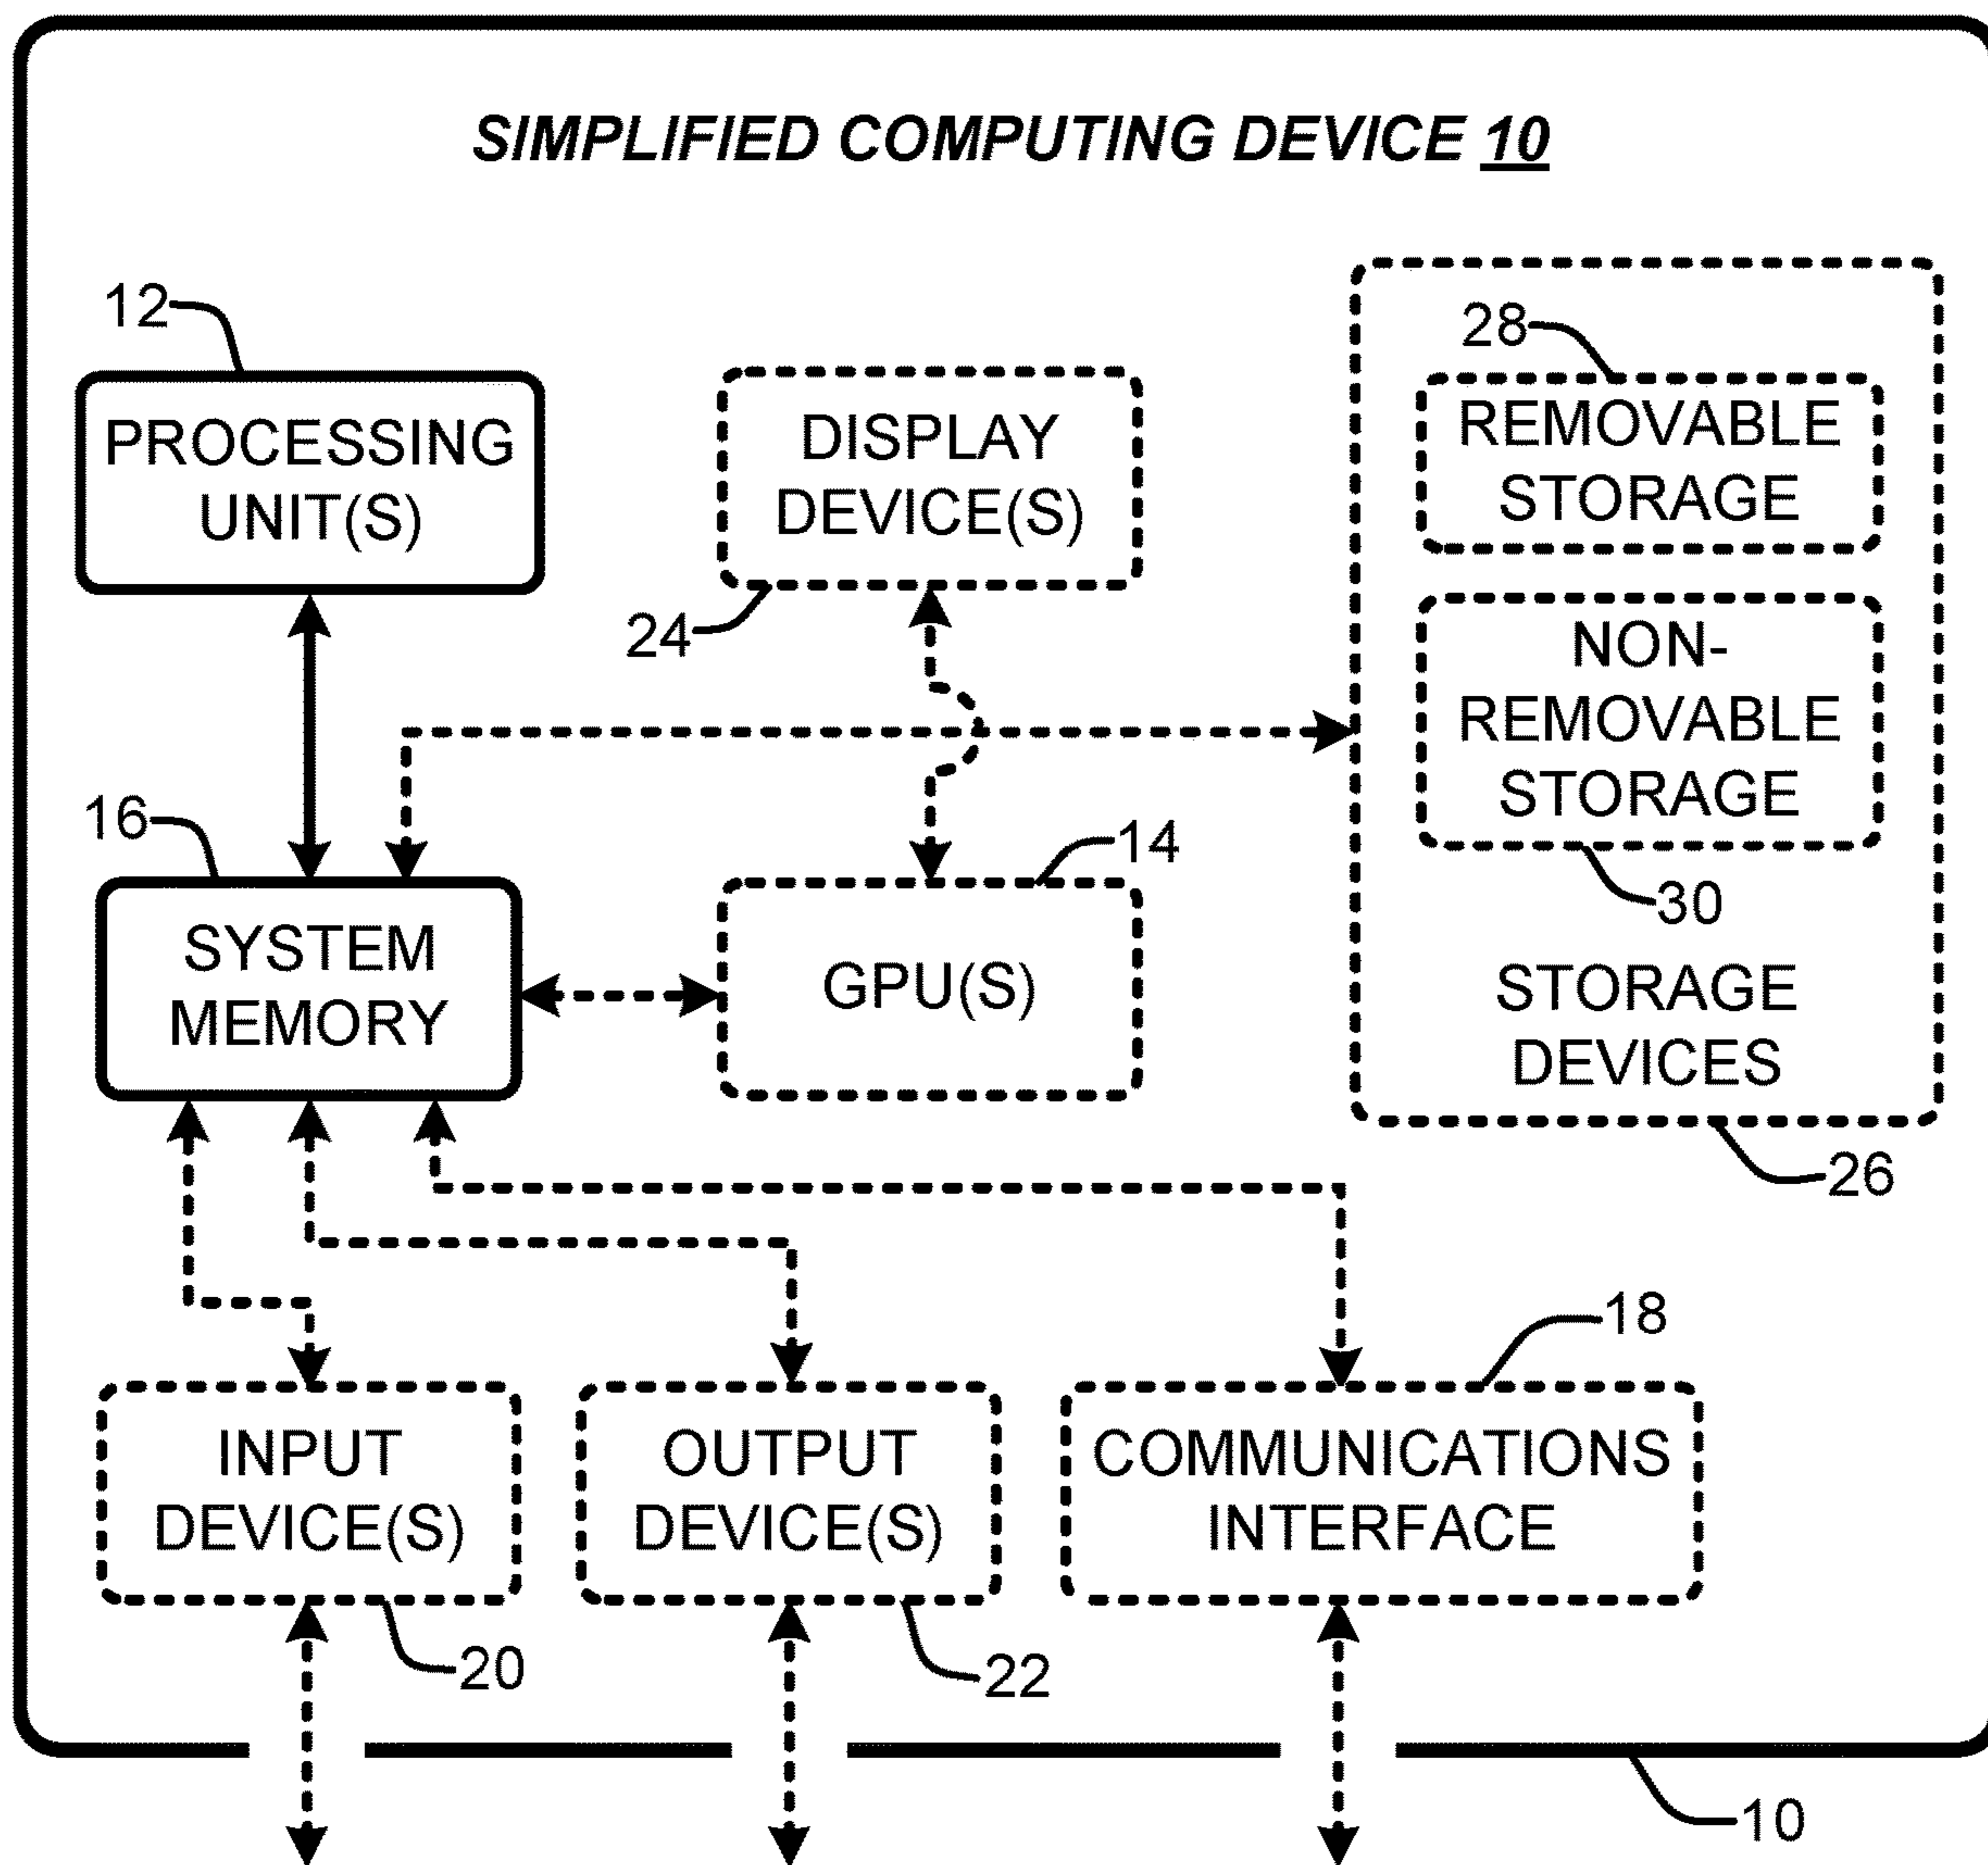 SIMPLIFIED COMPUTING DEVICE 10
12
PROCESSING
UNIT(S)
DISPLAY
DEVICE(S)
24
28
REMOVABLE
STORAGE
NON-
REMOVABLE
STORAGE
30
STORAGE
DEVICES
26
16
SYSTEM
MEMORY
14
GPU(S)
18
INPUT
DEVICE(S)
20
OUTPUT
DEVICE(S)
22
COMMUNICATIONS
INTERFACE
10